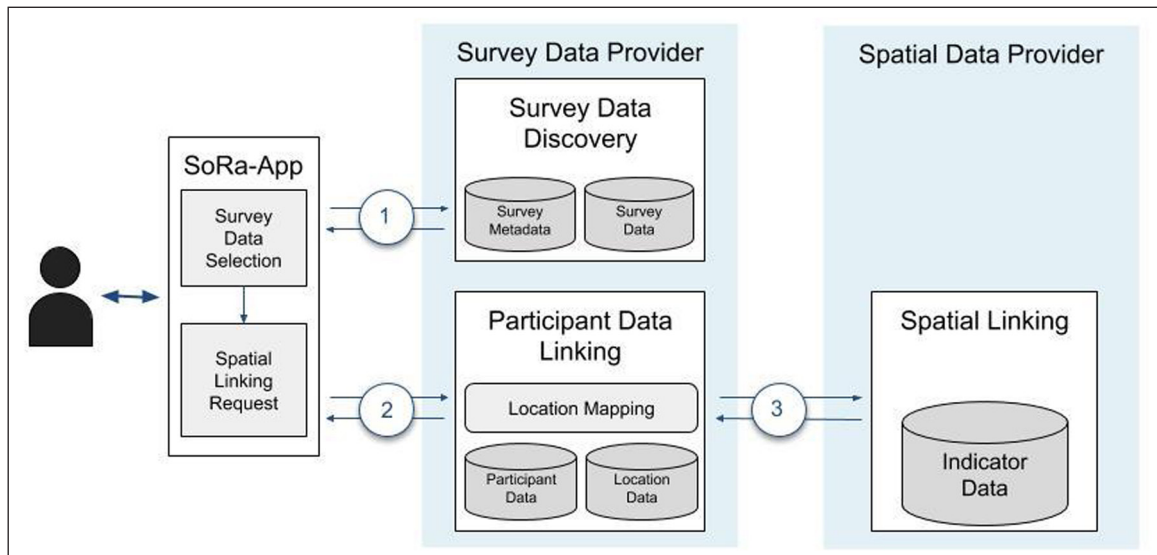 Survey Data Provider
Spatial Data Provider
Survey Data
Discovery
Survey
Metadata
Survey
Data
SoRa-App
Survey
Data
Selection
1
Spatial
Linking
Request
2
Participant Data
Linking
Location Mapping
Participant
Data
Location
Data
3
Spatial Linking
Indicator
Data